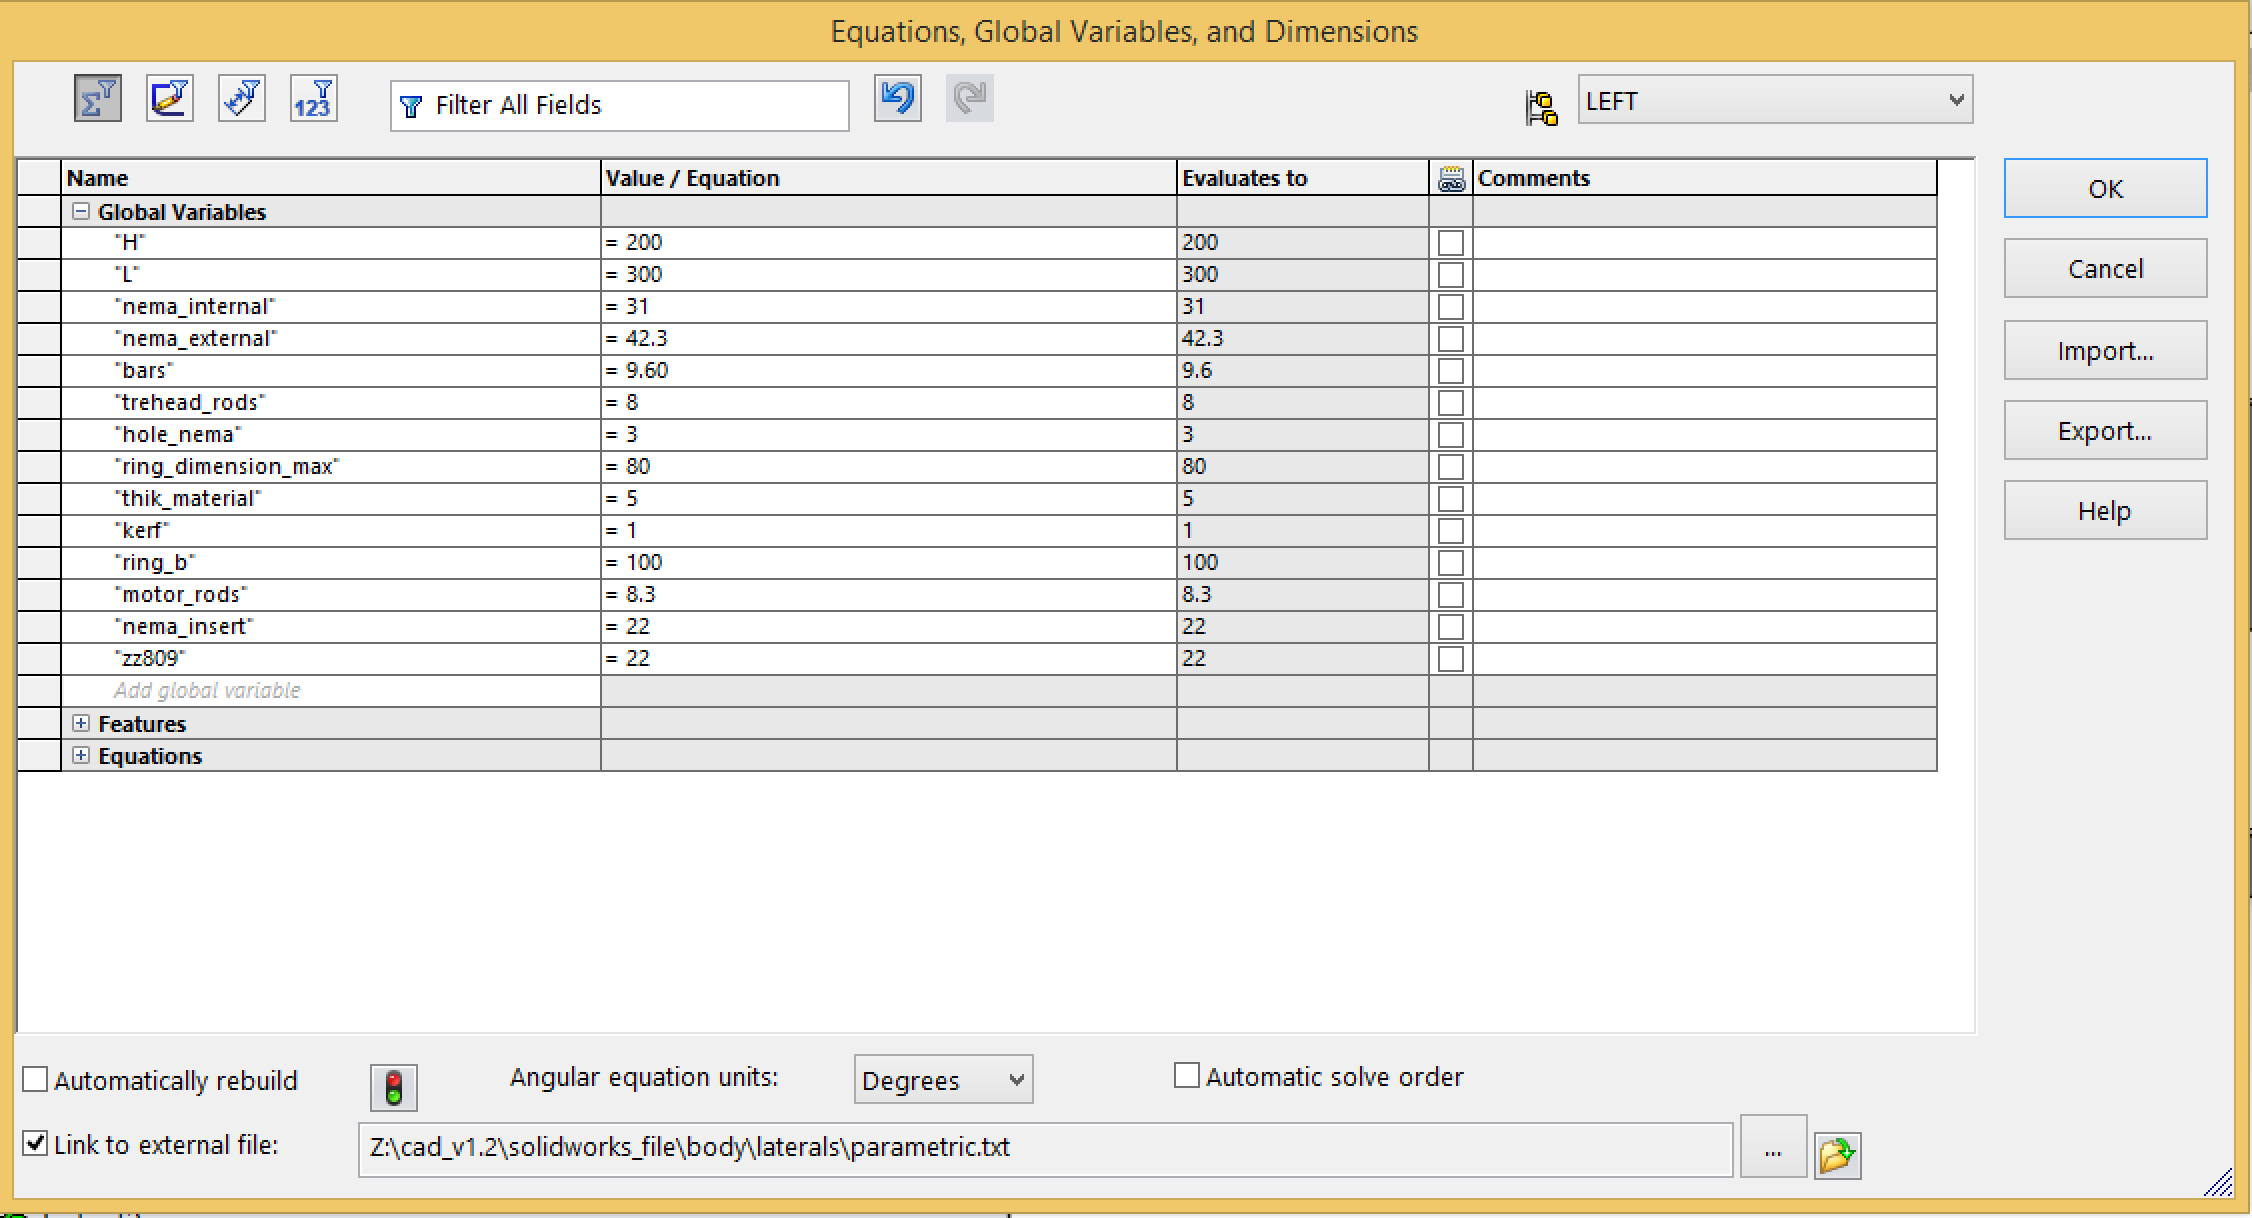 Equations, Global Variables, and Dimensions
123 Filter All Fields LEFT
Name Value / Equation Evaluates to Comments
Global Variables
"H" = 200 200
"L" = 300 300
"nema_internal" = 31 31
"nema_external" = 42.3 42.3
"bars" = 9.60 9.6
"trehead_rods" = 8 8
"hole_nema" = 3 3
"ring_dimension_max" = 80 80
"thik_material" = 5 5
"kerf" = 1 1
"ring_b" = 100 100
"motor_rods" = 8.3 8.3
"nema_insert" = 22 22
"zz809" = 22 22
Add global variable
Features
Equations
OK
Cancel
Import...
Export...
Help
Automatically rebuild Angular equation units: Degrees Automatic solve order
Link to external file: Z:\cad_v1.2\solidworks_file\body\laterals\parametric.txt ...